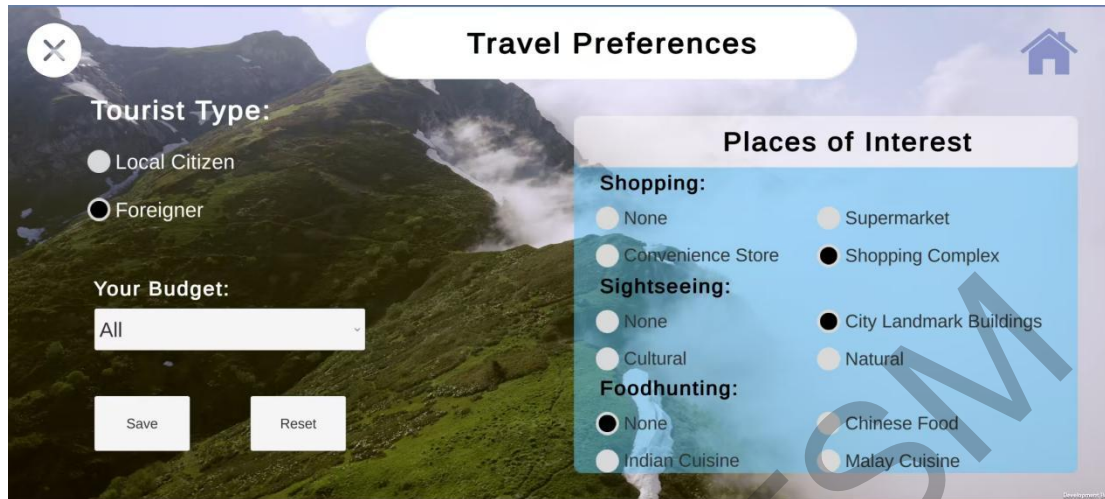 Travel Preferences
Tourist Type:
Local Citizen
Foreigner
Your Budget:
All
Save
Reset
Places of Interest
Shopping:
None
Supermarket
Convenience Store
Shopping Complex
Sightseeing:
None
City Landmark Buildings
Cultural
Natural
Foodhunting:
None
Chinese Food
Indian Cuisine
Malay Cuisine